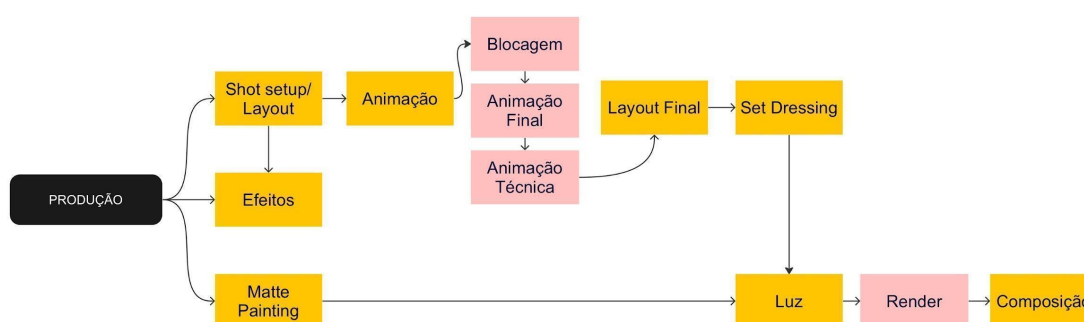 Blocagem
Shot setup/
Layout
Animação
Animação
Final
Layout Final
Set Dressing
Animação
Técnica
PRODUÇÃO
Efeitos
Matte
Painting
Luz
Render
Composição